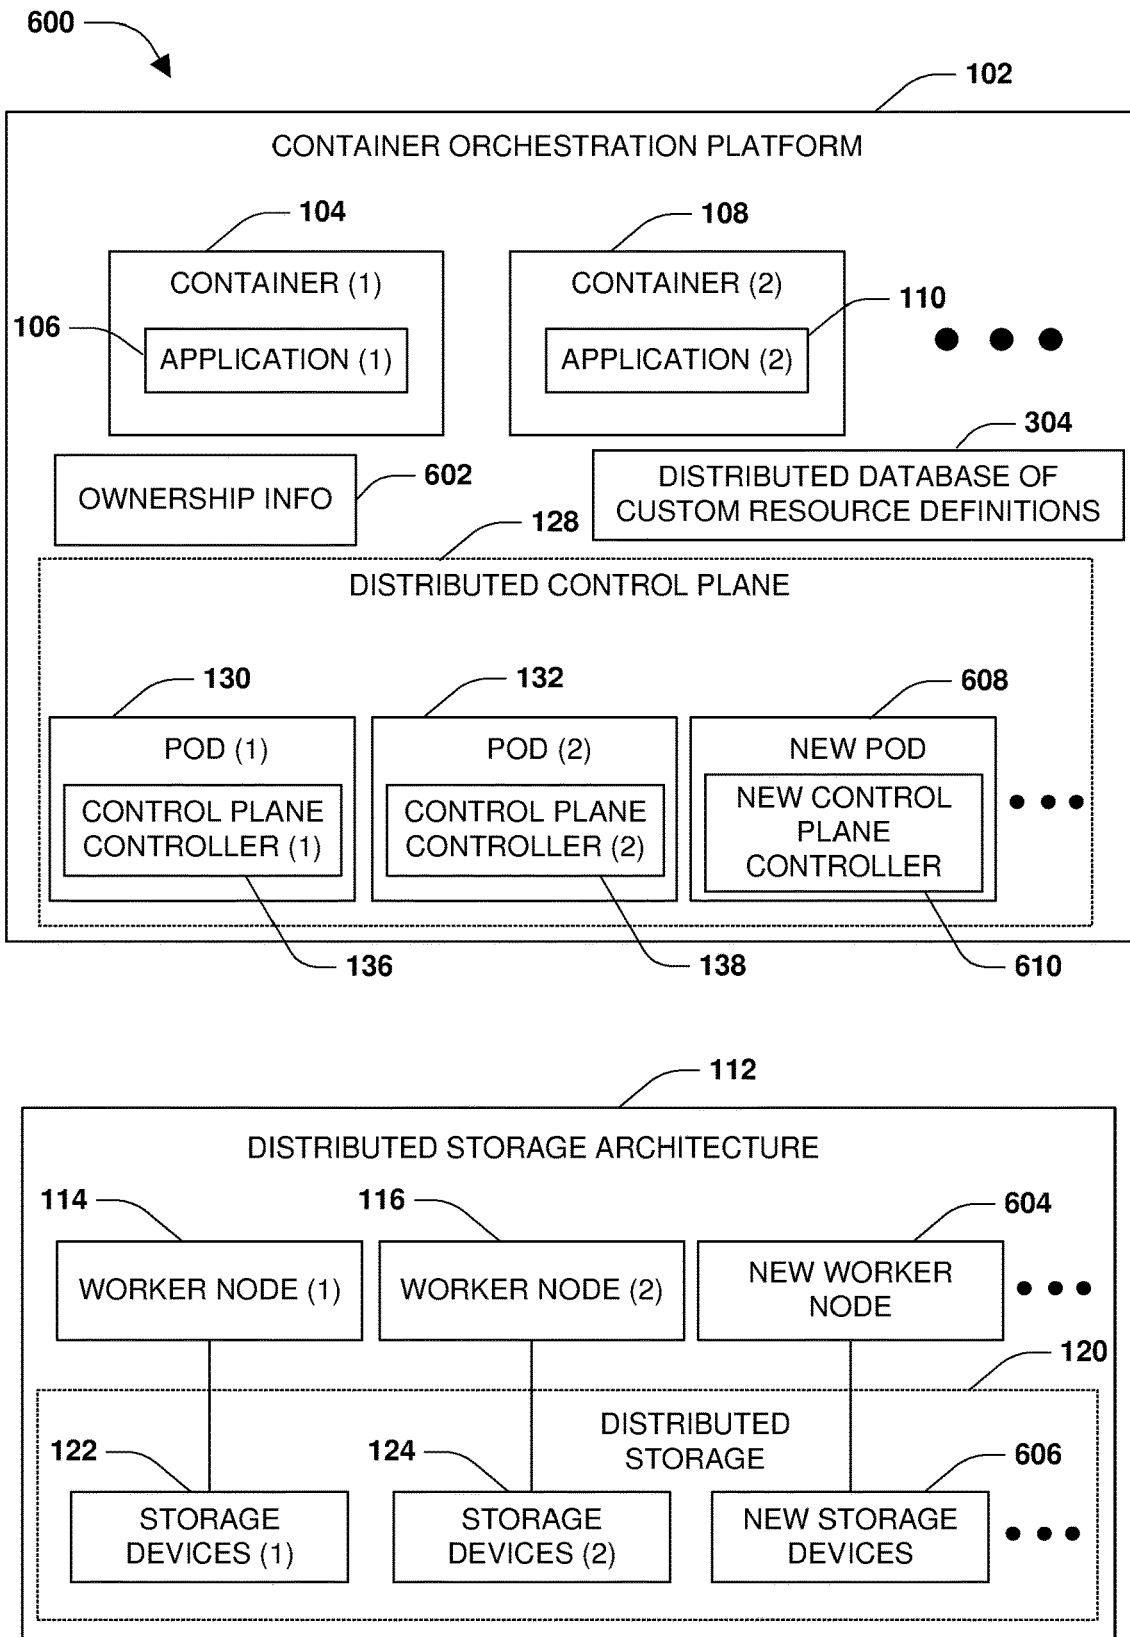 600
102
CONTAINER ORCHESTRATION PLATFORM
104
108
CONTAINER (1)
CONTAINER (2)
110
106
APPLICATION (1)
APPLICATION (2)
304
602
OWNERSHIP INFO
DISTRIBUTED DATABASE OF
CUSTOM RESOURCE DEFINITIONS
128
DISTRIBUTED CONTROL PLANE
130
132
608
POD (1)
POD (2)
NEW POD
CONTROL PLANE
CONTROLLER (1)
CONTROL PLANE
CONTROLLER (2)
NEW CONTROL
PLANE
CONTROLLER
136
138
610
112
DISTRIBUTED STORAGE ARCHITECTURE
114
116
604
WORKER NODE (1)
WORKER NODE (2)
NEW WORKER
NODE
120
DISTRIBUTED
STORAGE
122
124
606
STORAGE
DEVICES (1)
STORAGE
DEVICES (2)
NEW STORAGE
DEVICES